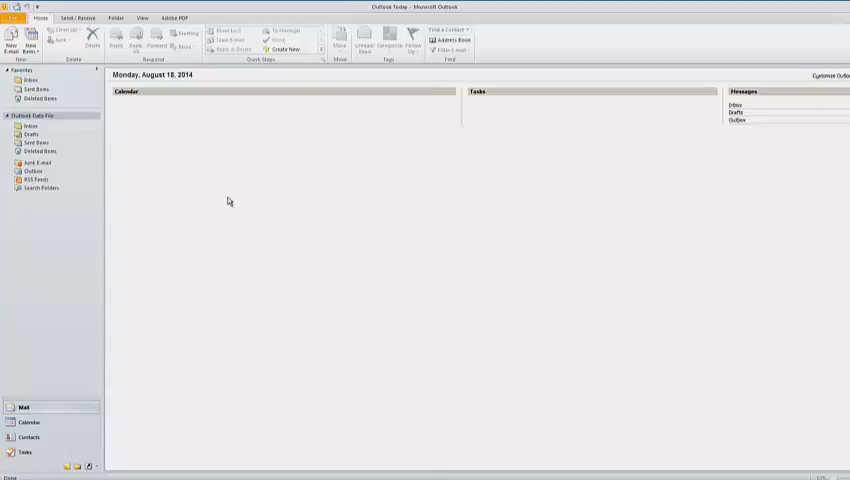 Outlook Today - Microsoft Outlook
File Home Send / Receive Folder View Adobe PDF
New E-mail
New Items
Junk
Delete
Reply
Reply All
Forward
Meeting
More
Move to: ?
Team E-mail
Reply & Delete
To Manager
Done
Create New
Move
Unread/ Read
Categorize
Follow Up
Find a Contact
Address Book
Filter E-mail
New Delete Respond Quick Steps Move Tags Find
Favorites
Inbox
Sent Items
Deleted Items
Outlook Data File
Inbox
Drafts
Sent Items
Deleted Items
Junk E-mail
Outbox
RSS Feeds
Search Folders
Monday, August 18, 2014
Customize Outlo
Calendar Tasks Messages
Inbox
Drafts
Outbox
Mail
Calendar
Contacts
Tasks
Done